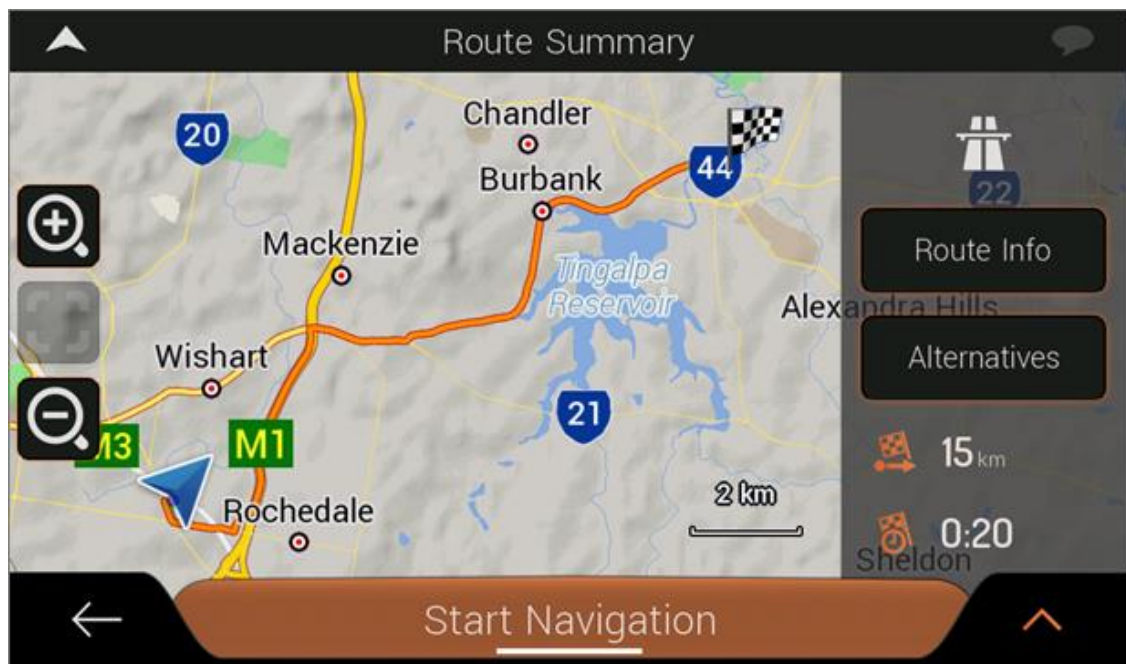 Route Summary
Chandler
20
44
Burbank
22
Mackenzie
Route Info
Tingalpa
Reservoir
Alexandra Hills
Wishart
Alternatives
21
M3
M1
15 km
2 km
Rochedale
0:20
Sheldon
Start Navigation